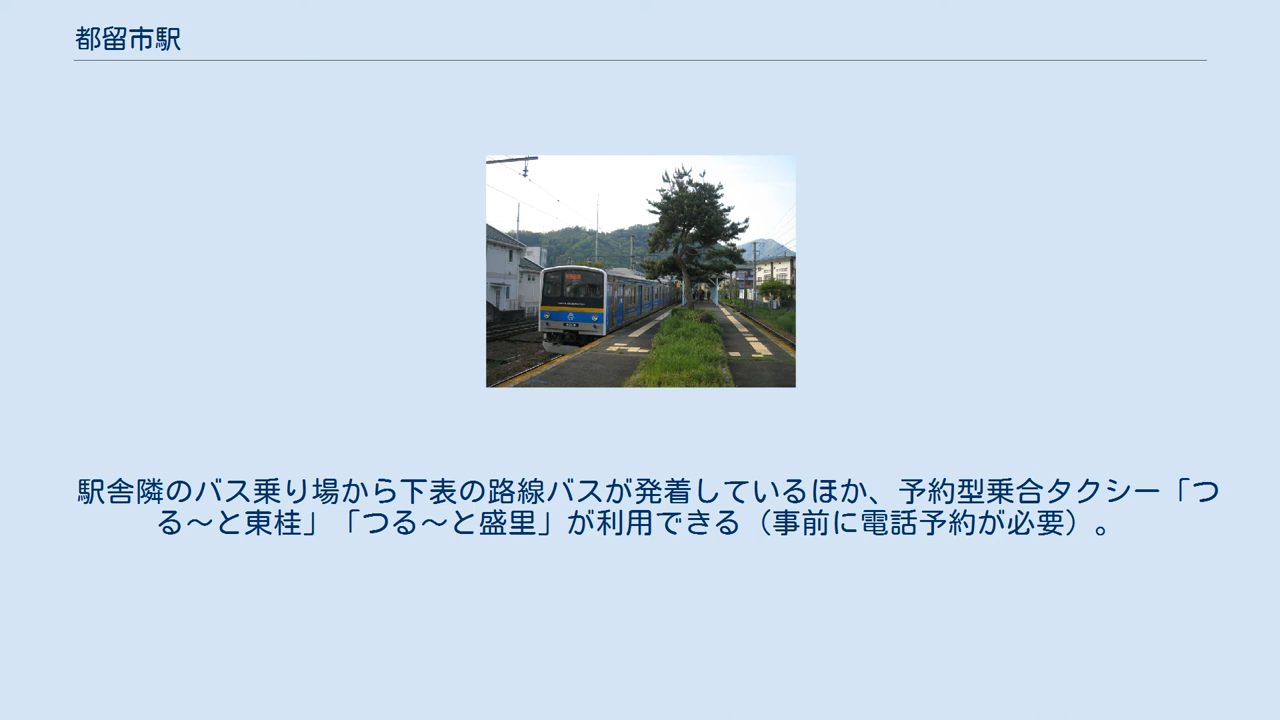 都留市駅
駅舎隣のバス乗り場から下表の路線バスが発着しているほか、予約型乗合タクシー「つ
る〜と東桂」「つる〜と盛里」が利用できる（事前に電話予約が必要）。